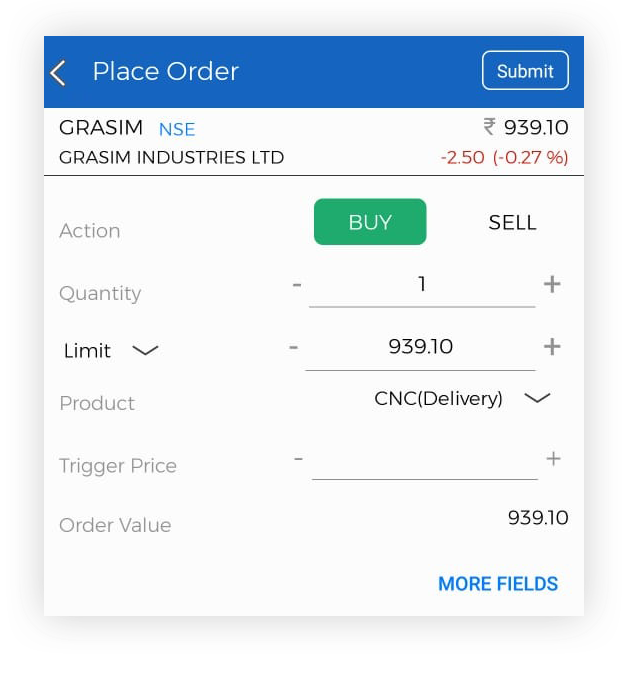 Place Order Submit
GRASIM NSE ₹ 939.10
GRASIM INDUSTRIES LTD -2.50 (-0.27 %)
Action BUY SELL
Quantity - 1 +
Limit - 939.10 +
Product CNC(Delivery)
Trigger Price - +
Order Value 939.10
MORE FIELDS